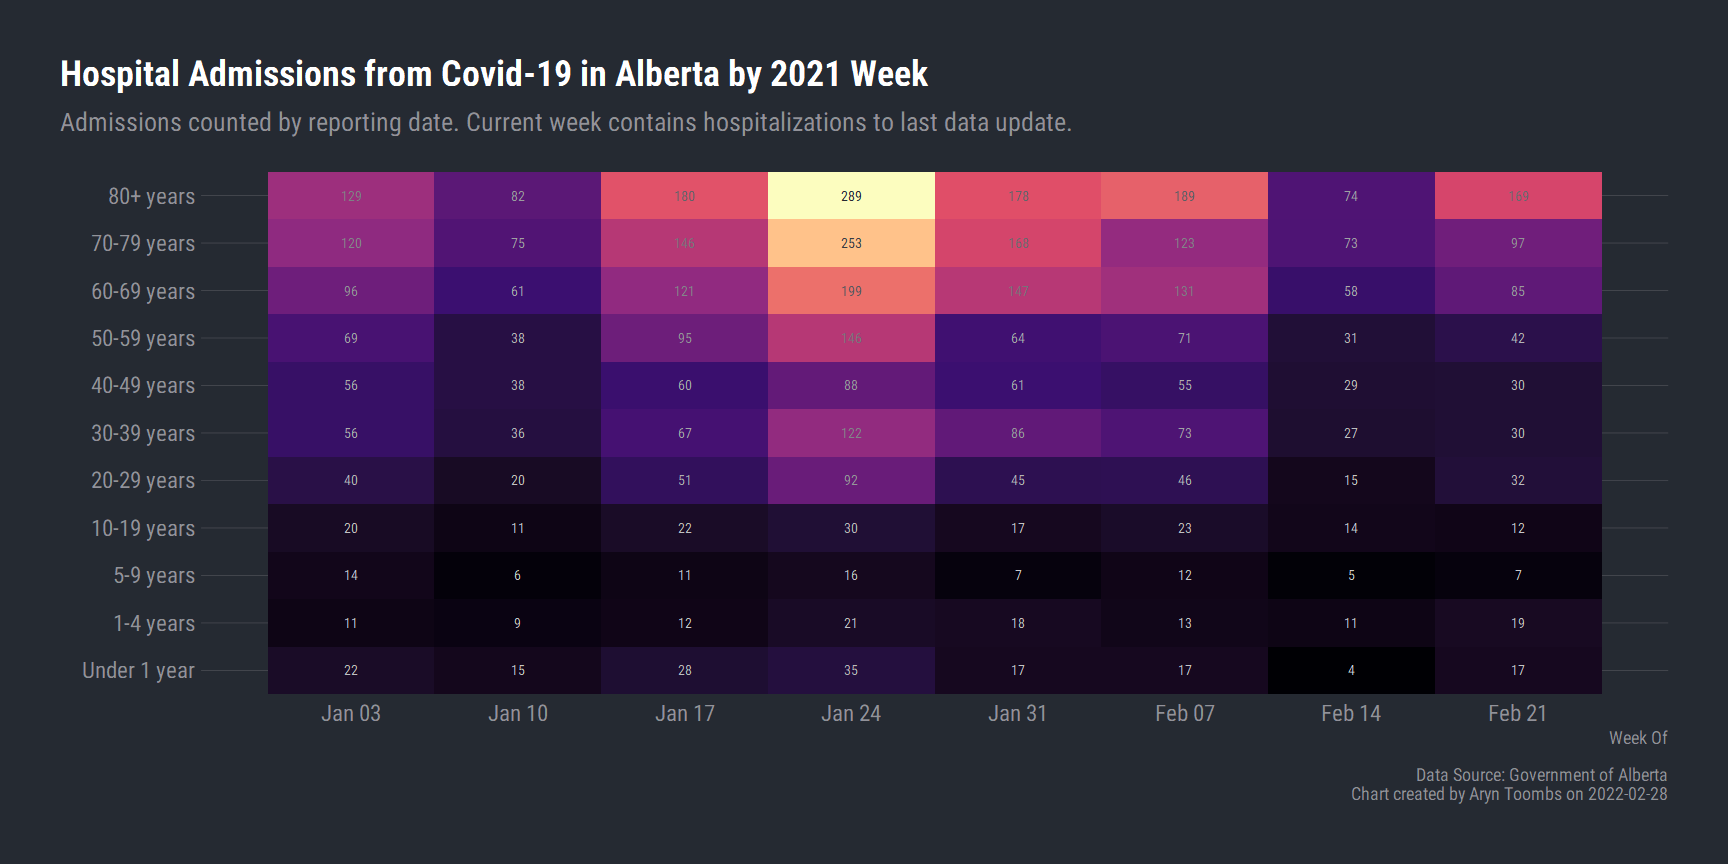 Hospital Admissions from Covid-19 in Alberta by 2021 Week
Admissions counted by reporting date. Current week contains hospitalizations to last data update.
80+ years 129 82 180 289 178 189 74 169
70-79 years 120 75 146 253 168 123 73 97
60-69 years 96 61 121 199 147 131 58 85
50-59 years 69 38 95 146 64 71 31 42
40-49 years 56 38 60 88 61 55 29 30
30-39 years 56 36 67 122 86 73 27 30
20-29 years 40 20 51 92 45 46 15 32
10-19 years 20 11 22 30 17 23 14 12
5-9 years 14 6 11 16 7 12 5 7
1-4 years 11 9 12 21 18 13 11 19
Under 1 year 22 15 28 35 17 17 4 17
Jan 03 Jan 10 Jan 17 Jan 24 Jan 31 Feb 07 Feb 14 Feb 21
Week Of
Data Source: Government of Alberta
Chart created by Aryn Toombs on 2022-02-28